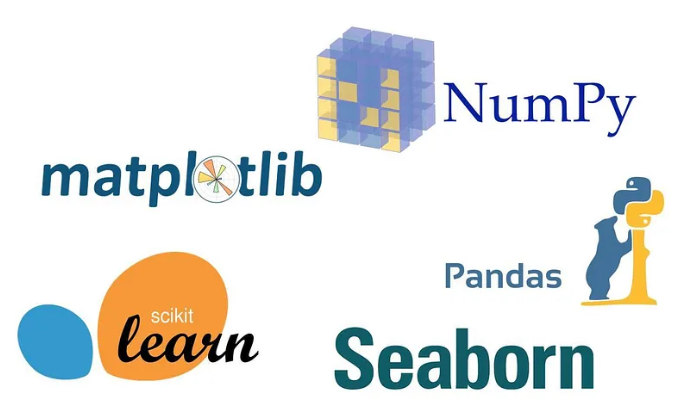 NumPy
matplotlib
Pandas
scikit
learn
Seaborn